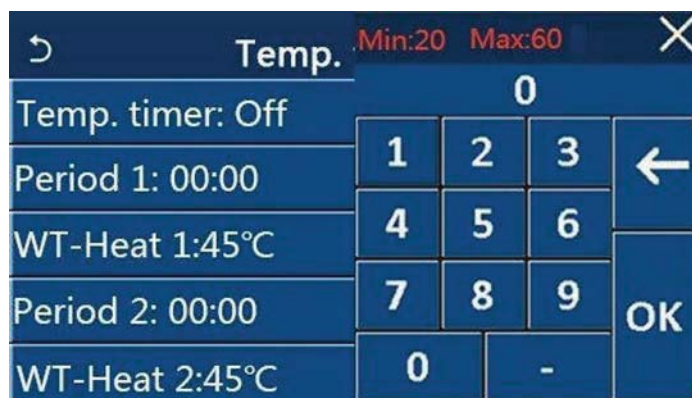 Temp.
Temp. timer: Off
Period 1: 00:00
WT-Heat 1:45℃
Period 2: 00:00
WT-Heat 2:45℃
Min:20 Max:60
0
1 2 3
4 5 6
7 8 9
OK
0 -